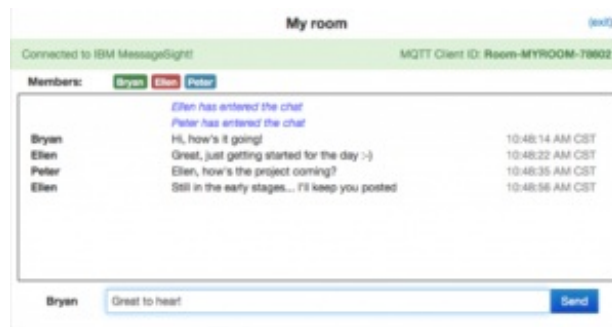 My room (exit)
Connected to IBM MessageSight! MQTT Client ID: Room-MYROOM-78602
Members: Bryan Ellen Peter
Ellen has entered the chat
Peter has entered the chat
Bryan Hi, how's it going! 10:48:14 AM CST
Ellen Great, just getting started for the day :-) 10:48:22 AM CST
Peter Ellen, how's the project coming? 10:48:35 AM CST
Ellen Still in the early stages... I'll keep you posted 10:48:56 AM CST
Bryan Great to hear! Send